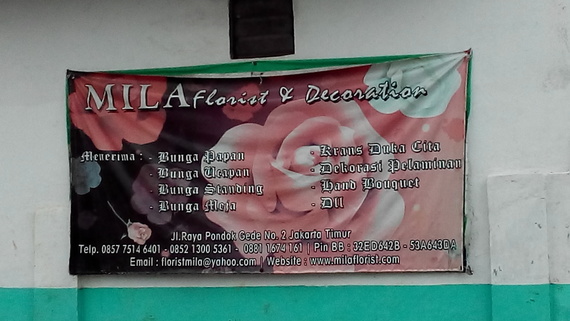 MILA Florist & Decoration
Menerima : - Bunga Papan
- Bunga Ucapan
- Bunga Standing
- Bunga Meja
- Krans Duka Cita
- Dekorasi Pelaminan
- Hand Bouquet
- Dll
Jl.Raya Pondok Gede No. 2 Jakarta Timur
Telp. 0857 7514 6401 - 0852 1300 5361 - 0881 1674 161 | Pin BB : 32ED642B - 53A643DA
Email : floristmila@yahoo.com | Website : www.milaflorist.com